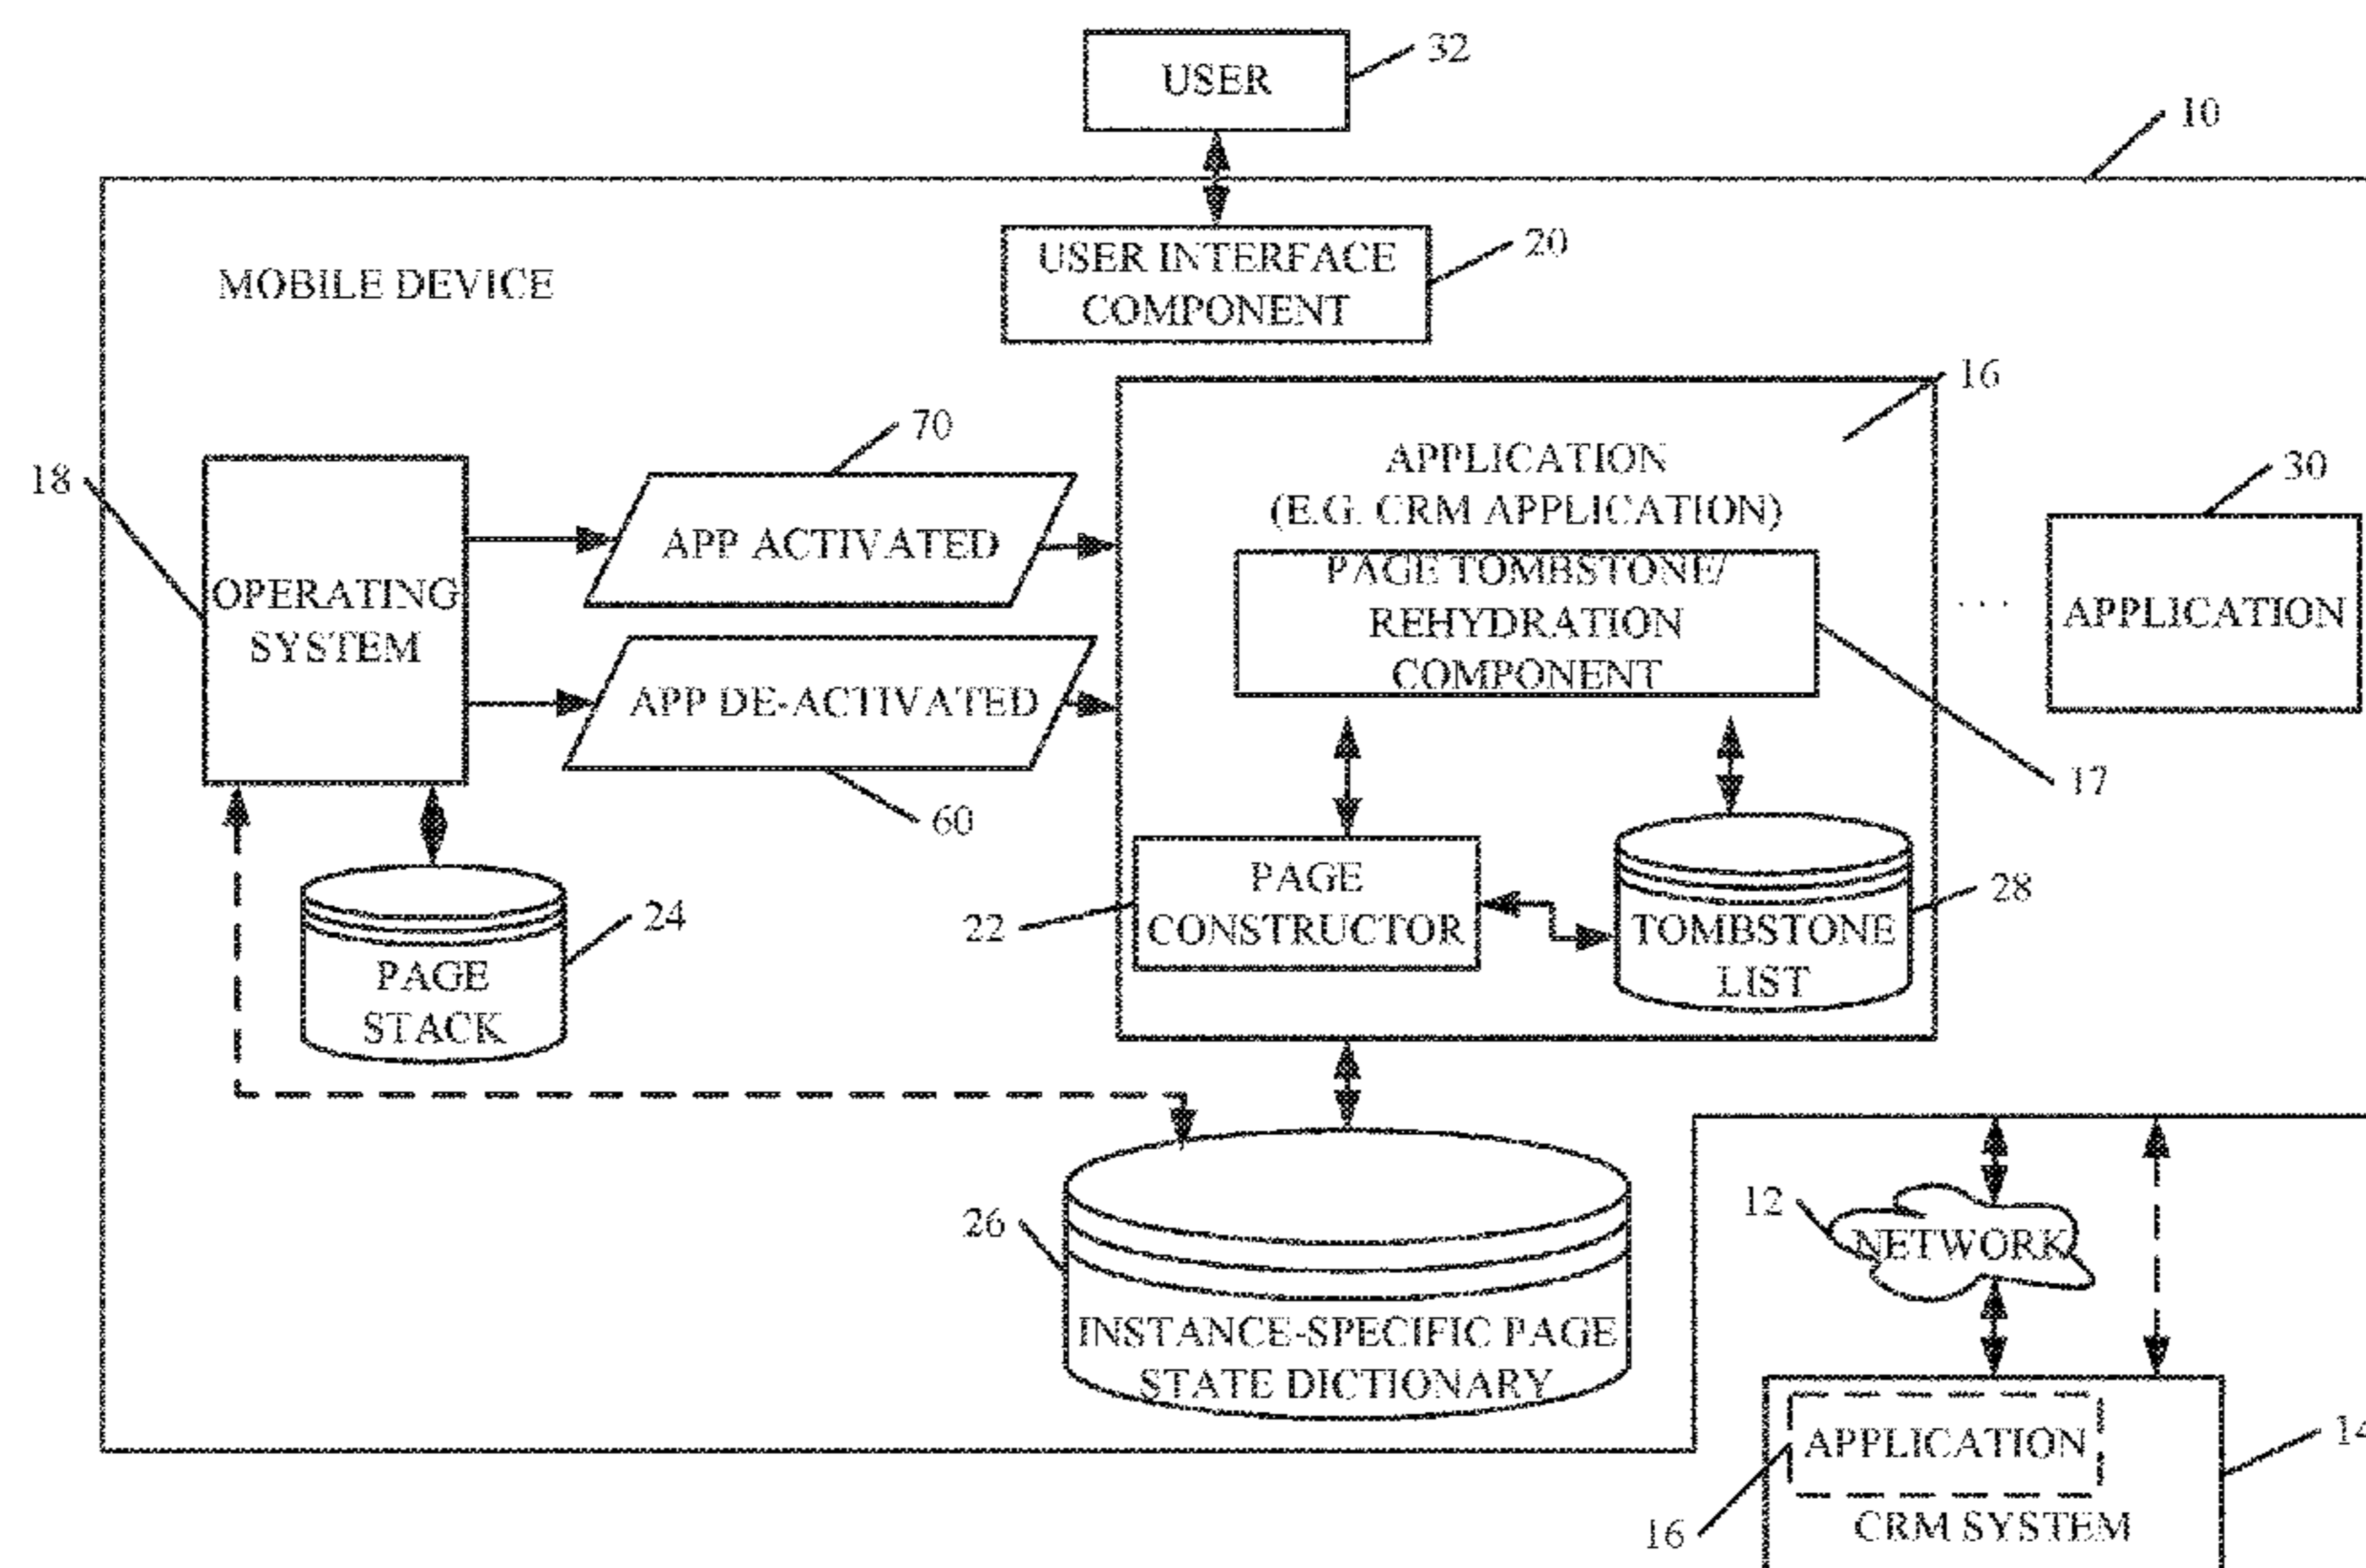 32
USER
10
20
USER INTERFACE
COMPONENT
MOBILE DEVICE
16
70
APPLICATION
(E.G. CRM APPLICATION)
30
18
APP ACTIVATED
PAGE TOMBSTONE/
REHYDRATION
COMPONENT
OPERATING
SYSTEM
. . .
APPLICATION
APP DE-ACTIVATED
17
60
PAGE
CONSTRUCTOR
22
28
TOMBSTONE
LIST
24
PAGE
STACK
26
12
NETWORK
INSTANCE-SPECIFIC PAGE
STATE DICTIONARY
APPLICATION
14
16
CRM SYSTEM